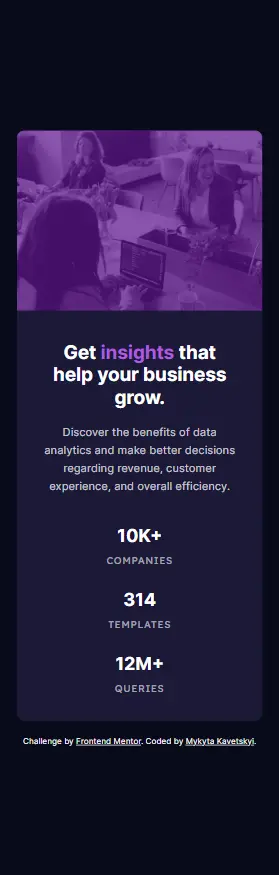 Get insights that
help your business
grow.
Discover the benefits of data
analytics and make better decisions
regarding revenue, customer
experience, and overall efficiency.
10K+
COMPANIES
314
TEMPLATES
12M+
QUERIES
Challenge by Frontend Mentor. Coded by Mykyta Kavetskyi.